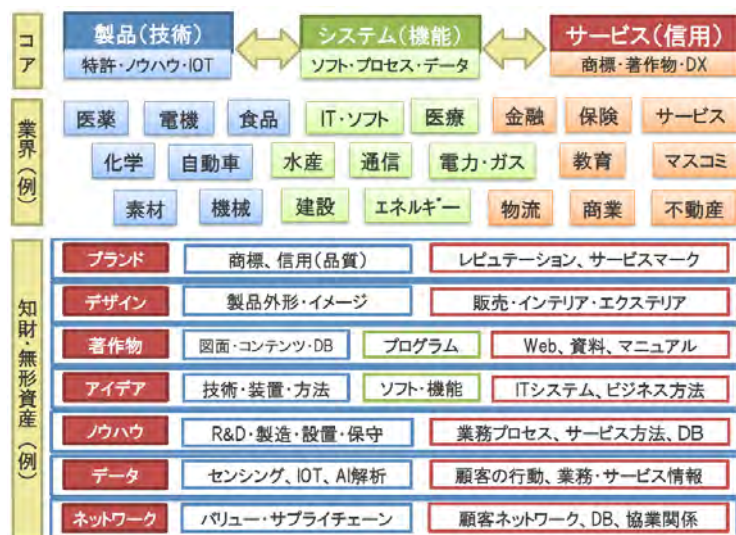 コア
製品(技術)
特許・ノウハウ・IOT
システム(機能)
ソフト・プロセス・データ
サービス(信用)
商標・著作物・DX
業界(例)
医薬
電機
食品
IT・ソフト
医療
金融
保険
サービス
化学
自動車
水産
通信
電力・ガス
教育
マスコミ
素材
機械
建設
エネルギー
物流
商業
不動産
知財・無形資産(例)
ブランド
商標、信用(品質)
レピュテーション、サービスマーク
デザイン
製品外形・イメージ
販売・インテリア・エクステリア
著作物
図面・コンテンツ・DB
プログラム
Web、資料、マニュアル
アイデア
技術・装置・方法
ソフト・機能
ITシステム、ビジネス方法
ノウハウ
R&D・製造・設置・保守
業務プロセス、サービス方法、DB
データ
センシング、IOT、AI解析
顧客の行動、業務・サービス情報
ネットワーク
バリュー・サプライチェーン
顧客ネットワーク、DB、協業関係